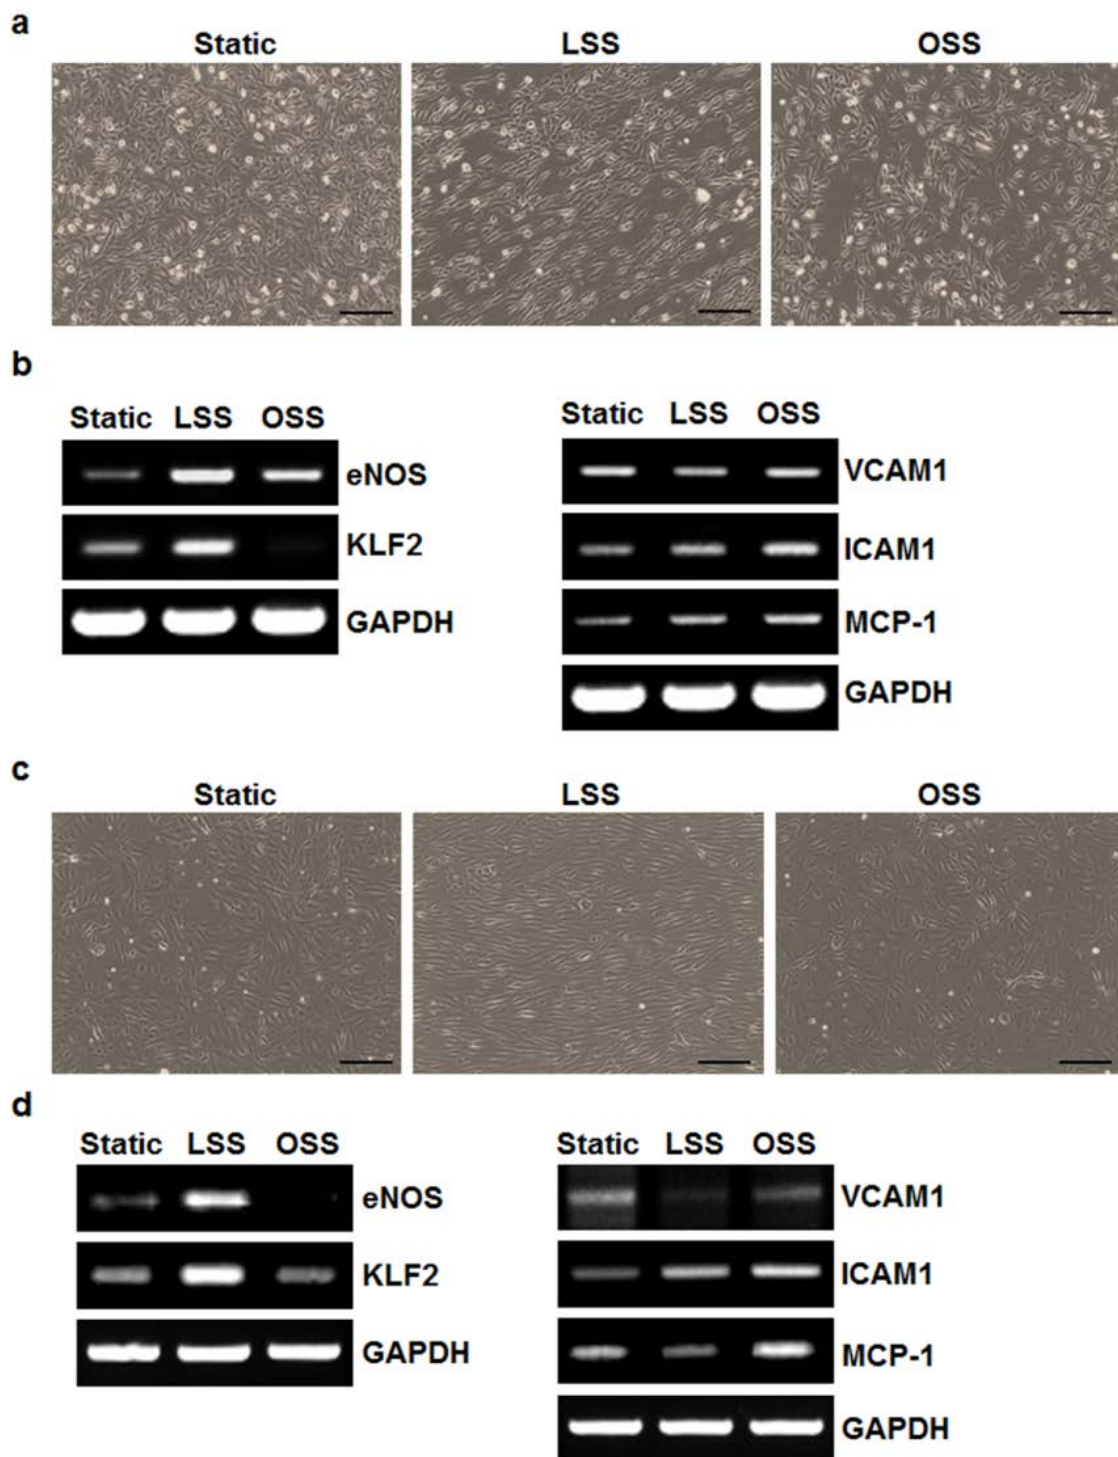 a
Static LSS OSS
b
Static LSS OSS
eNOS
KLF2
GAPDH
Static LSS OSS
VCAM1
ICAM1
MCP-1
GAPDH
c
Static LSS OSS
d
Static LSS OSS
eNOS
KLF2
GAPDH
Static LSS OSS
VCAM1
ICAM1
MCP-1
GAPDH